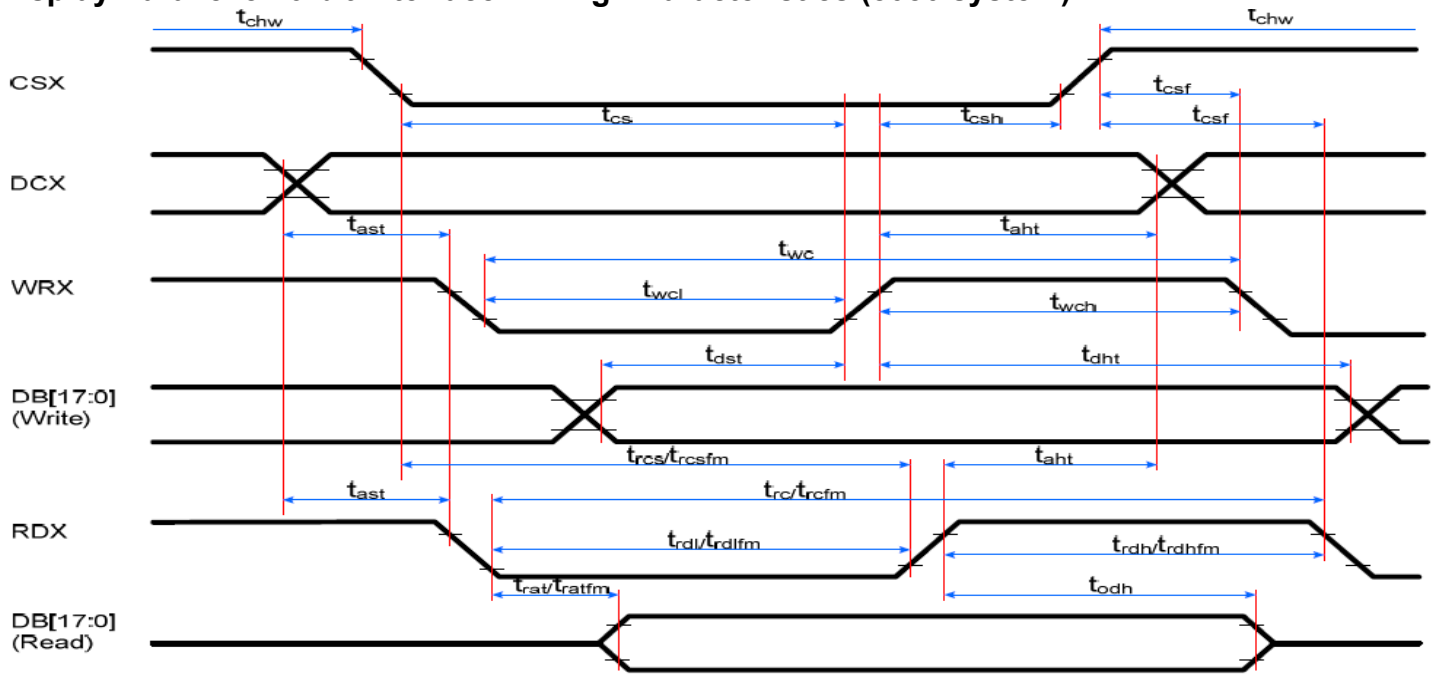 tchw
tchw
CSX
tcsf
tcs
tcsh
tcsf
DCX
tast
taht
twc
WRX
twcl
twch
tdst
tdht
DB[17:0]
(Write)
trcs/trcsfm
taht
tast
trc/trcfm
RDX
trdl/trdlfm
trdh/trdhfm
trat/tratfm
todh
DB[17:0]
(Read)